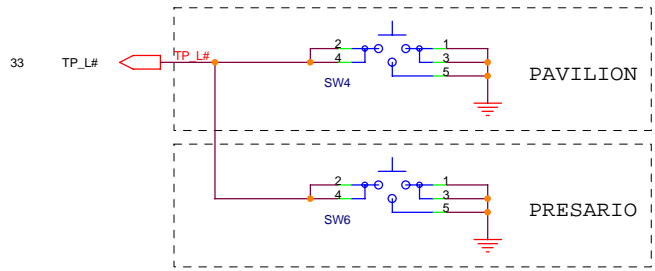 33 TP_L# TP_L#
2 1
4 3
5
SW4
PAVILION
2 1
4 3
5
SW6
PRESARIO